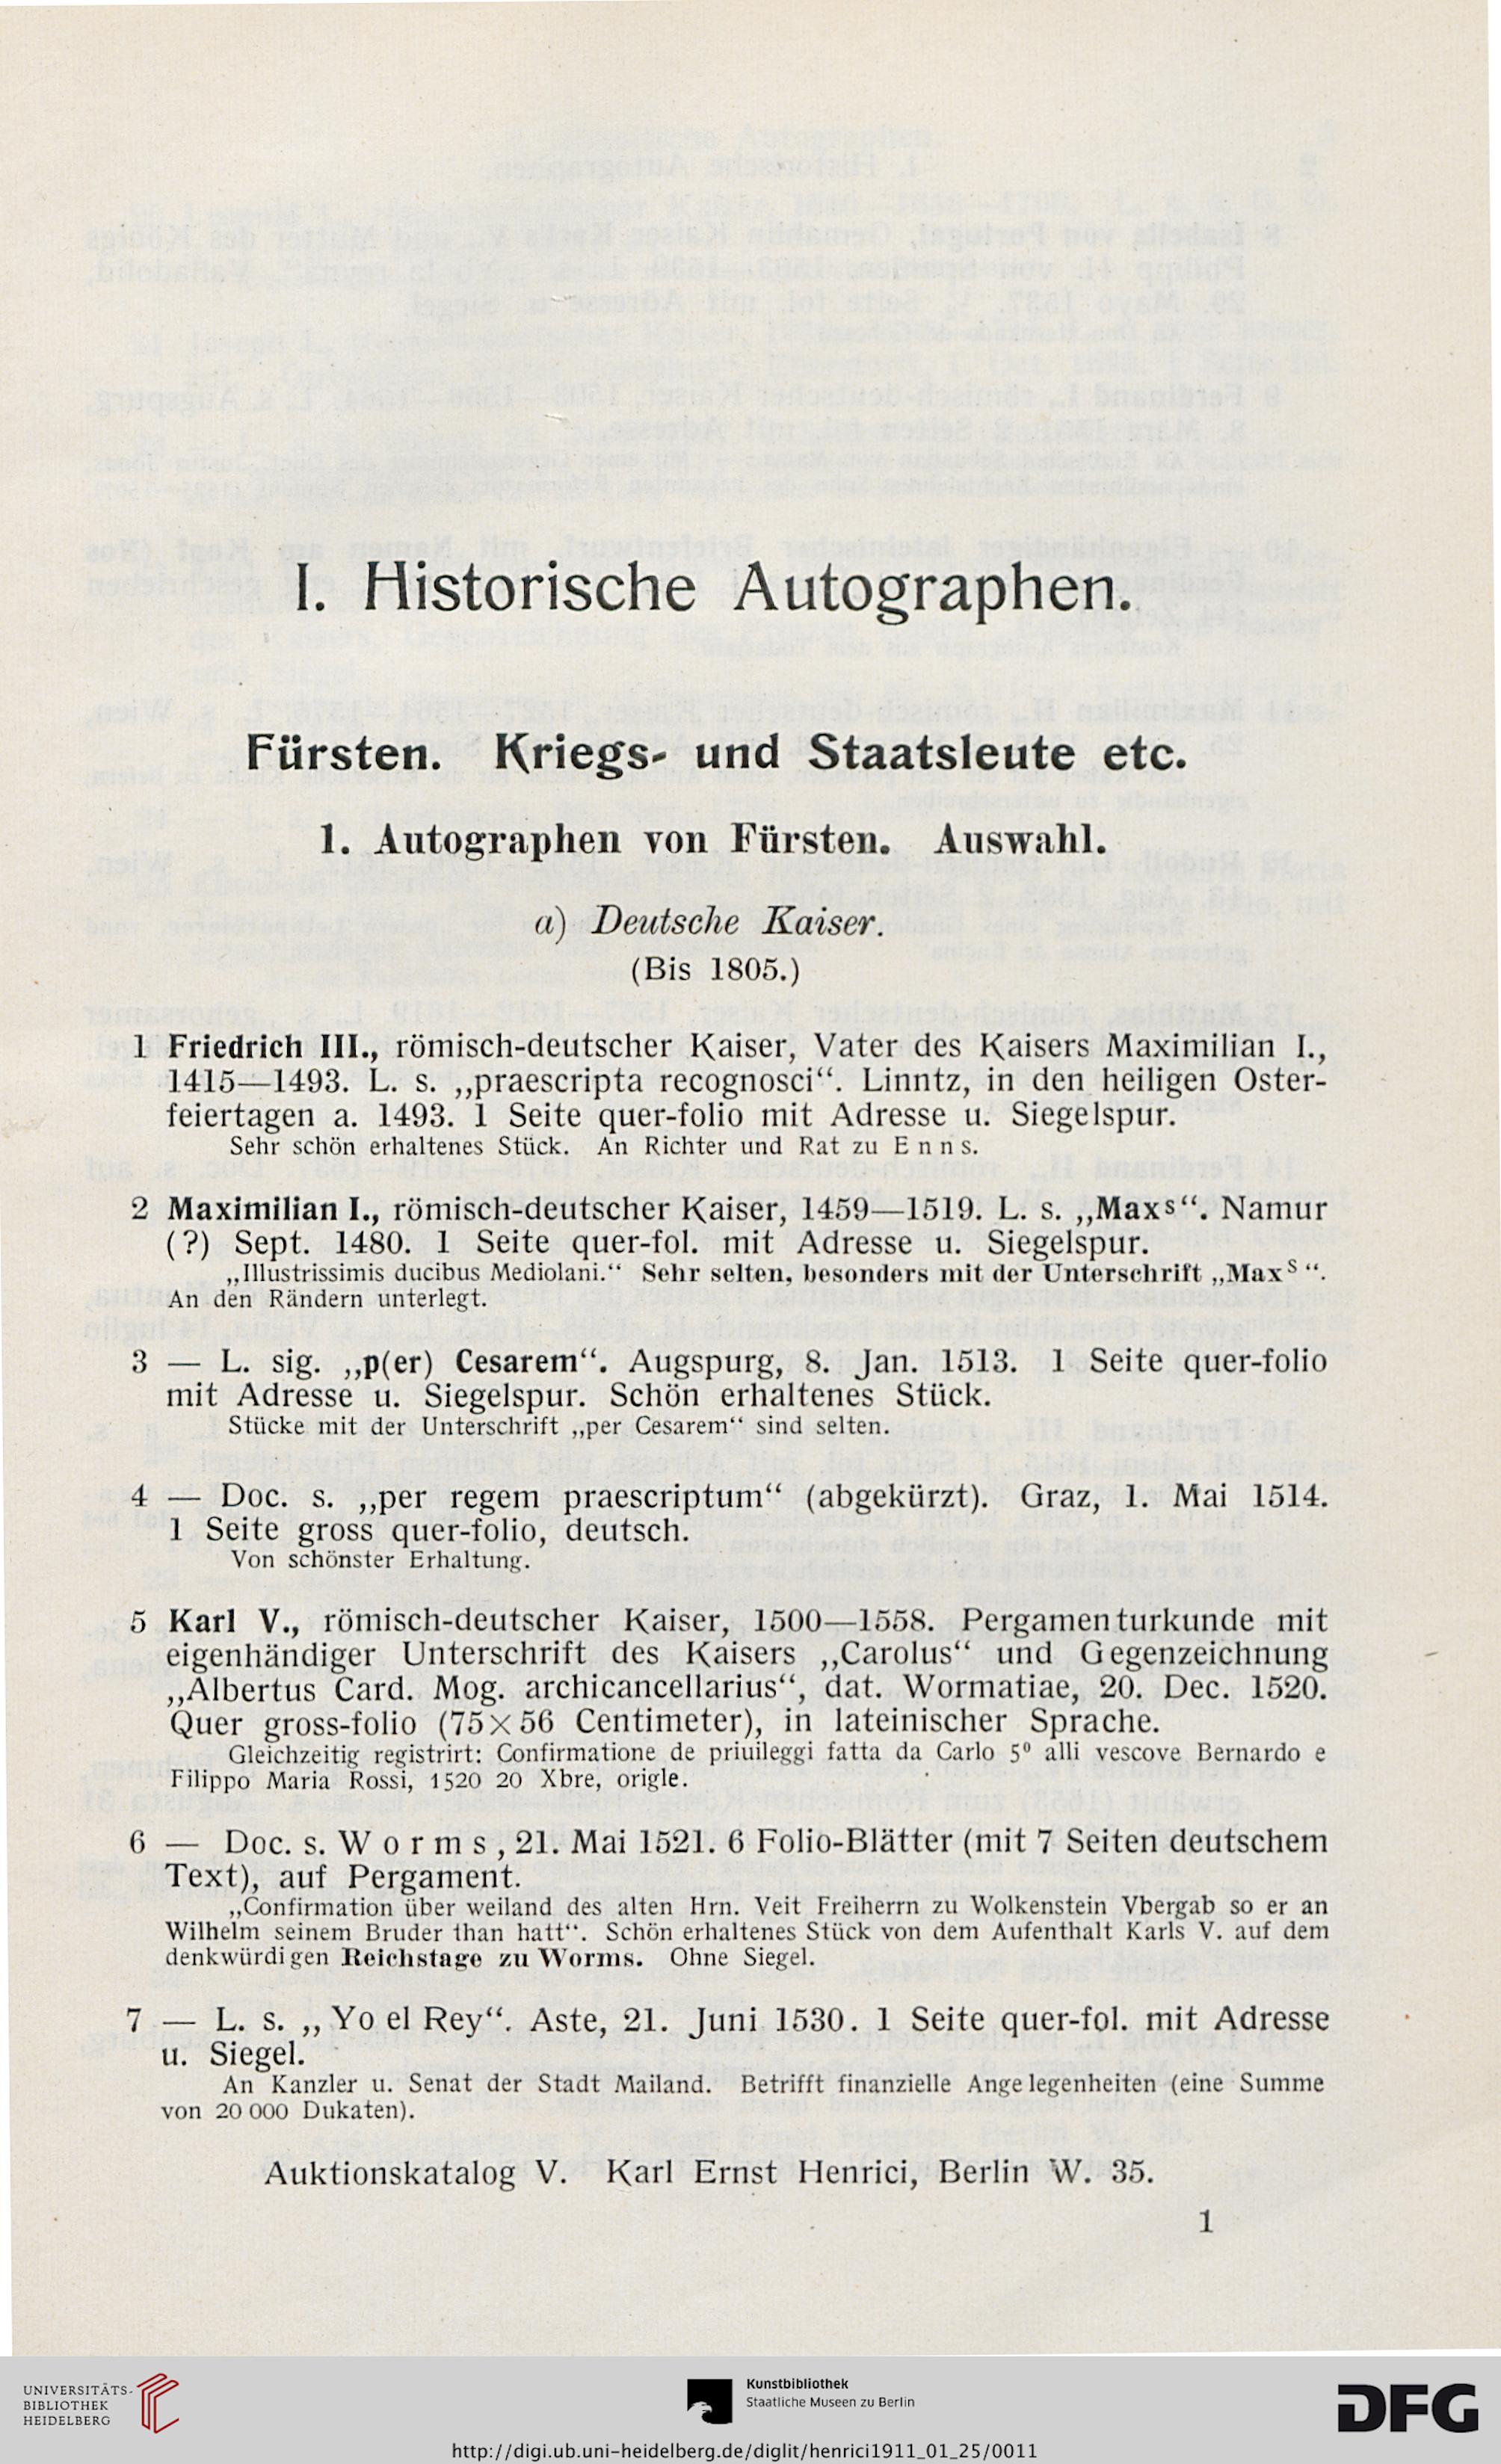 I. Historische Autographen.
Fürsten. Kriegs- und Staatsleute etc.
1. Autographen von Fürsten. Auswahl.
a) Deutsche Kaiser.
(Bis 1805.)
1 Friedrich III., römisch-deutscher Kaiser, Vater des Kaisers Maximilian I.,
1415—1493. L. s. „praescripta recognosci“. Linntz, in den heiligen Oster-
feiertagen a. 1493. 1 Seite quer-folio mit Adresse u. Siegelspur.
Sehr schön erhaltenes Stück. An Richter und Rat zu Enns.
2 Maximilian I., römisch-deutscher Kaiser, 1459—1519. L. s. „Maxs“. Namur
(?) Sept. 1480. 1 Seite quer-fol. mit Adresse u. Siegelspur.
„Illustrissimis ducibus Mediolani.“ Sehr selten, besonders mit der Unterschrift „MaxS“.
An den Rändern unterlegt.
3 — L. sig. „p(er) Cesarem“. Augspurg, 8. Jan. 1513. 1 Seite quer-folio
mit Adresse u. Siegelspur. Schön erhaltenes Stück.
Stücke mit der Unterschrift „per Cesarem“ sind selten.
4 — Doc. s. „per regem praescriptum“ (abgekürzt). Graz, 1. Mai 1514.
1 Seite gross quer-folio, deutsch.
Von schönster Erhaltung.
5 Karl V., römisch-deutscher Kaiser, 1500—1558. Pergamenturkunde mit
eigenhändiger Unterschrift des Kaisers „Carolus“ und Gegenzeichnung
„Albertus Card. Mog. archicancellarius“, dat. Wormatiae, 20. Dec. 1520.
Quer gross-folio (75×56 Centimeter), in lateinischer Sprache.
Gleichzeitig registrirt: Confirmatione de priuileggi fatta da Carlo 5º alli vescove Bernardo e
Filippo Maria Rossi, 1520 20 Xbre, origle.
6 — Doc. s. Worms, 21. Mai 1521. 6 Folio-Blätter (mit 7 Seiten deutschem
Text), auf Pergament.
„Confirmation über weiland des alten Hrn. Veit Freiherrn zu Wolkenstein Vbergab so er an
Wilhelm seinem Bruder than hatt“. Schön erhaltenes Stück von dem Aufenthalt Karls V. auf dem
denkwürdigen Reichstage zu Worms. Ohne Siegel.
7 — L. s. „Yo el Rey“. Aste, 21. Juni 1530. 1 Seite quer-fol. mit Adresse
u. Siegel.
An Kanzler u. Senat der Stadt Mailand. Betrifft finanzielle Angelegenheiten (eine Summe
von 20 000 Dukaten).
Auktionskatalog V. Karl Ernst Henrici, Berlin W. 35.
1
UNIVERSITÄTS-
BIBLIOTHEK
HEIDELBERG
Kunstbibliothek
Staatliche Museen zu Berlin
DFG
http://digi.ub.uni-heidelberg.de/diglit/henrici1911_01_25/0011